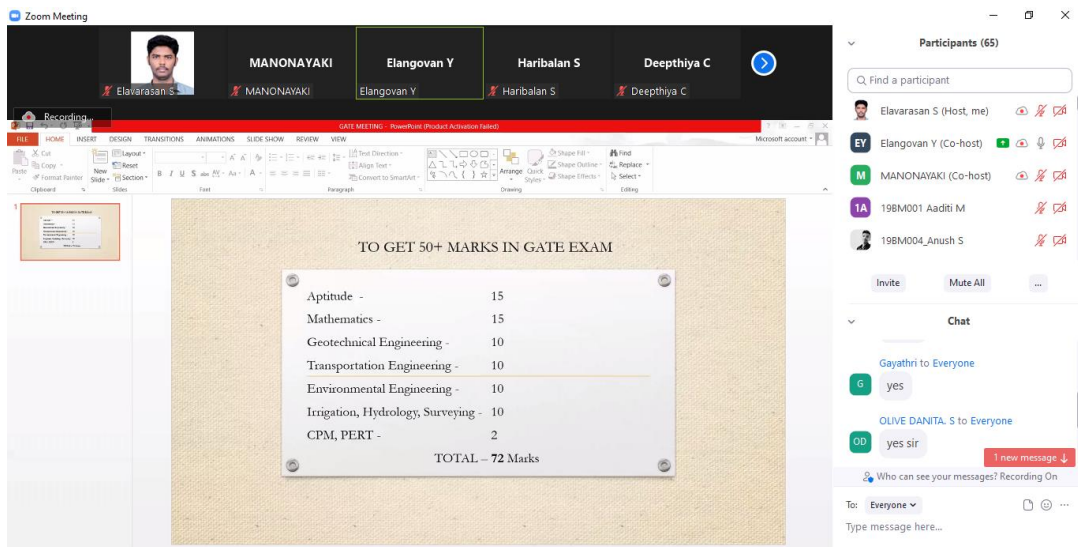 Zoom Meeting
Elavarasan S
MANONAYAKI
MANONAYAKI
Elangovan Y
Elangovan Y
Haribalan S
Haribalan S
Deepthiya C
Deepthiya C
Recording...
GATE MEETING - PowerPoint (Product Activation Failed)
FILE HOME INSERT DESIGN TRANSITIONS ANIMATIONS SLIDE SHOW REVIEW VIEW
Microsoft account
Paste
Cut
Copy
Format Painter
Clipboard
New Slide
Layout
Reset
Section
Slides
Font
Text Direction
Align Text
Convert to SmartArt
Paragraph
Arrange
Quick Styles
Shape Fill
Shape Outline
Shape Effects
Drawing
Find
Replace
Select
Editing
1
TO GET 50+ MARKS IN GATE EXAM
Aptitude - 15
Mathematics - 15
Geotechnical Engineering - 10
Transportation Engineering - 10
Environmental Engineering - 10
Irrigation, Hydrology, Surveying - 10
CPM, PERT - 2
TOTAL – 72 Marks
Participants (65)
Find a participant
Elavarasan S (Host, me)
EY Elangovan Y (Co-host)
M MANONAYAKI (Co-host)
1A 19BM001 Aaditi M
19BM004_Anush S
Invite Mute All ...
Chat
Gayathri to Everyone
G yes
OLIVE DANITA. S to Everyone
OD yes sir
1 new message ↓
Who can see your messages? Recording On
To: Everyone
Type message here...